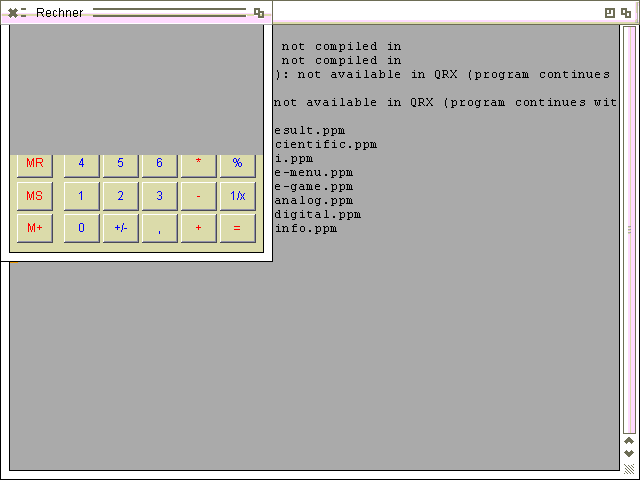 Rechner
not compiled in
not compiled in
): not available in QRX (program continues
not available in QRX (program continues wit
esult.ppm
cientific.ppm
i.ppm
e-menu.ppm
e-game.ppm
analog.ppm
digital.ppm
info.ppm
MR 4 5 6 * %
MS 1 2 3 - 1/x
M+ 0 +/- , + =